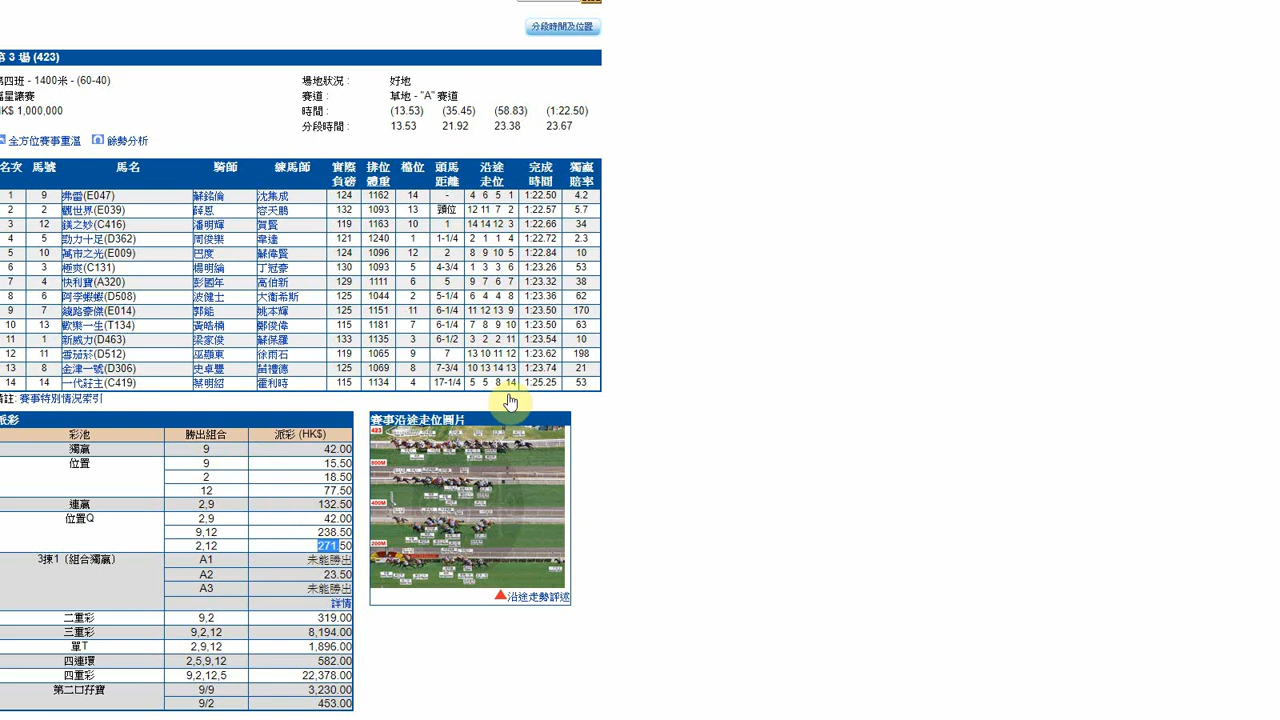 分段時間及位置
第 3 場 (423)
第四班 - 1400米 - (60-40) 場地狀況 : 好地
福星讓賽 賽道 : 草地 - "A" 賽道
HK$ 1,000,000 時間 : (13.53) (35.45) (58.83) (1:22.50)
分段時間 : 13.53 21.92 23.38 23.67
全方位賽事重溫 餘勢分析
名次 馬號 馬名 騎師 練馬師 實際負磅 排位體重 檔位 頭馬距離 沿途走位 完成時間 獨贏賠率
1 9 弗雷(E047) 蘇銘倫 沈集成 124 1162 14 - 4 6 5 1 1:22.50 4.2
2 2 觀世界(E039) 薛恩 容天鵬 132 1093 13 頸位 12 11 7 2 1:22.57 5.7
3 12 鎂之妙(C416) 潘明輝 賀賢 119 1163 10 1 14 14 12 3 1:22.66 34
4 5 勁力十足(D362) 周俊樂 韋達 121 1240 1 1-1/4 2 1 1 4 1:22.72 2.3
5 10 萬市之光(E009) 巴度 蘇偉賢 124 1096 12 2 8 9 10 5 1:22.84 10
6 3 極爽(C131) 楊明綸 丁冠豪 130 1093 5 4-3/4 1 3 3 6 1:23.26 53
7 4 快利寶(A320) 彭國年 高伯新 129 1111 6 5 9 7 6 7 1:23.32 38
8 6 阿李蝦蝦(D508) 波健士 大衛希斯 125 1044 2 5-1/4 6 4 4 8 1:23.36 62
9 7 錶路豪傑(E014) 郭能 姚本輝 125 1151 11 6-1/4 11 12 13 9 1:23.50 170
10 13 歡樂一生(T134) 黃皓楠 鄭俊偉 115 1181 7 6-1/4 7 8 9 10 1:23.50 63
11 1 新威力(D463) 梁家俊 蘇保羅 133 1135 3 6-1/2 3 2 2 11 1:23.54 10
12 11 (D512) 巫顯東 徐雨石 119 1065 9 7 13 10 11 12 1:23.62 198
13 8 金津一號(D306) 史卓豐 苗禮德 125 1069 8 7-3/4 10 13 14 13 1:23.74 21
14 14 一代莊主(C419) 蔡明紹 霍利時 115 1134 4 17-1/4 5 5 8 14 1:25.25 53
備註: 賽事特別情況索引
派彩 賽事沿途走位圖片
彩池 勝出組合 派彩 (HK$)
獨贏 9 42.00
位置 9 15.50
2 18.50
12 77.50
連贏 2,9 132.50
位置Q 2,9 42.00
9,12 238.50
2,12 271.50
3揀1 (組合獨贏) A1 未能勝出
A2 23.50
A3 未能勝出
詳情
二重彩 9,2 319.00
三重彩 9,2,12 8,194.00
單T 2,9,12 1,896.00
四連環 2,5,9,12 582.00
四重彩 9,2,12,5 22,378.00
第二口孖寶 9/9 3,230.00
9/2 453.00
423
800M
400M
200M
沿途走勢評述